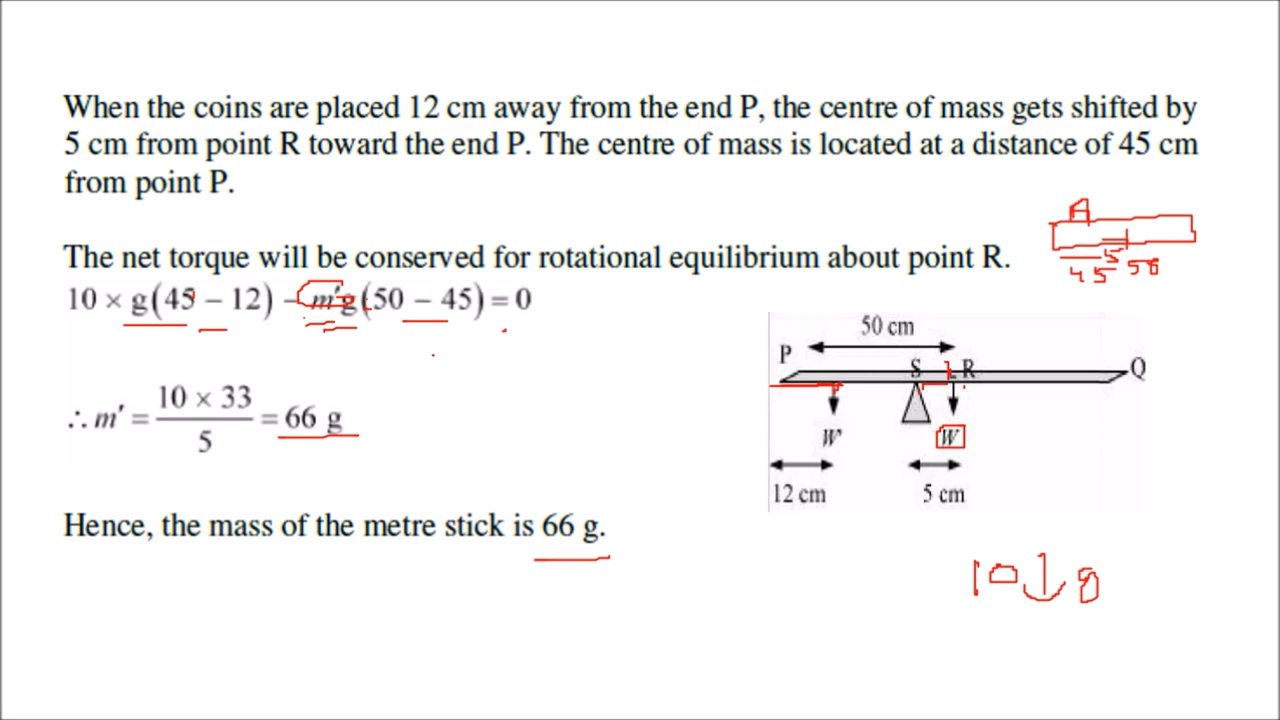 When the coins are placed 12 cm away from the end P, the centre of mass gets shifted by
5 cm from point R toward the end P. The centre of mass is located at a distance of 45 cm
from point P.
A
5
45 50
The net torque will be conserved for rotational equilibrium about point R.
10 × g(45 − 12) − m'g(50 − 45) = 0
50 cm
P S R Q
∴ m' = 10 × 33 / 5 = 66 g
W' W
12 cm 5 cm
Hence, the mass of the metre stick is 66 g.
10